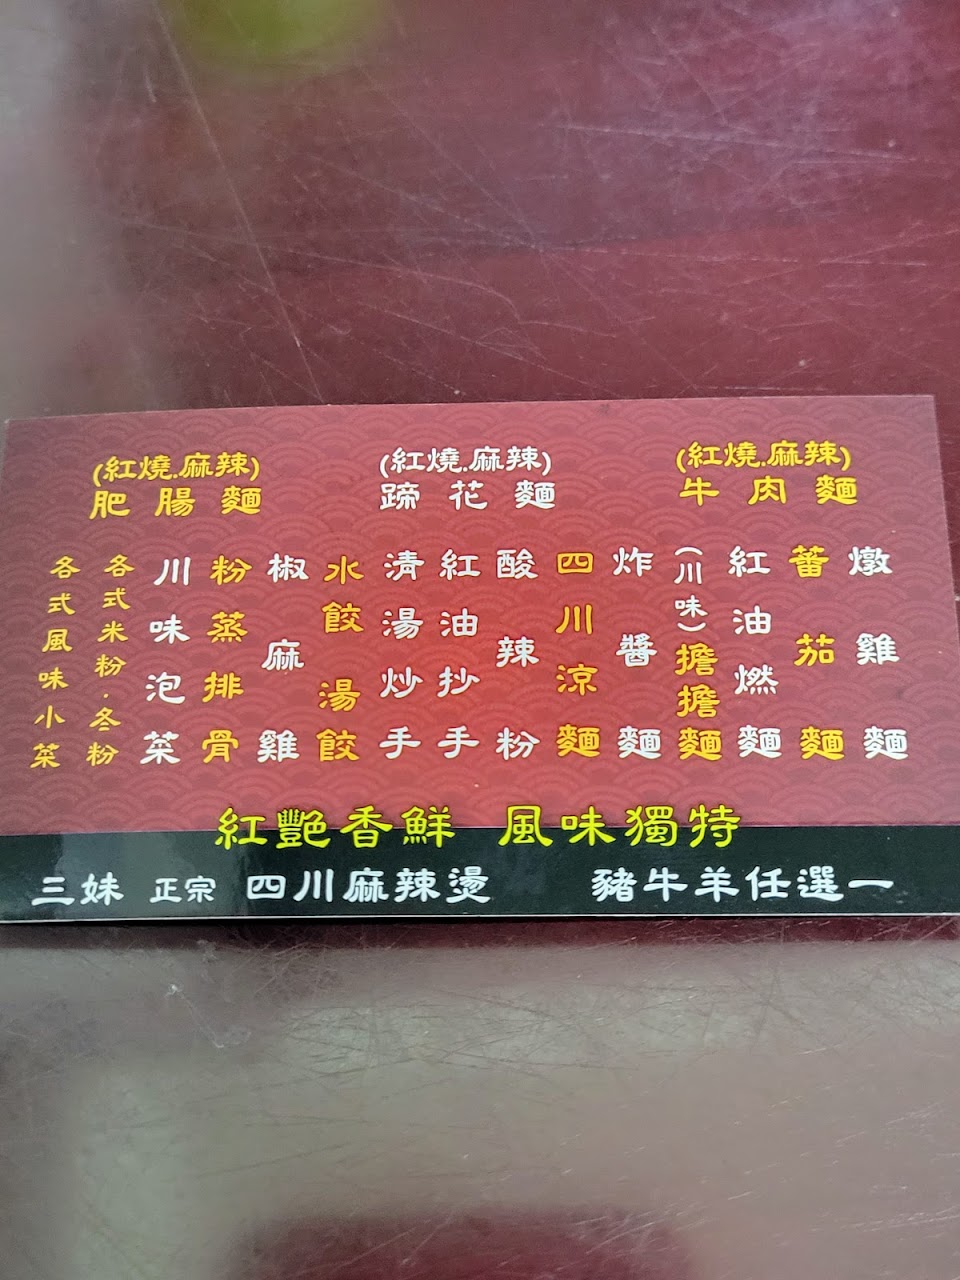 (紅燒.麻辣)
肥腸麵
(紅燒.麻辣)
蹄花麵
(紅燒.麻辣)
牛肉麵
燉雞麵
蕃茄麵
紅油燃麵
(川味)擔擔麵
炸醬麵
四川涼麵
酸辣粉
紅油抄手
清湯炒手
水餃湯餃
椒麻雞
粉蒸排骨
川味泡菜
各式米粉.冬粉
各式風味小菜
紅艷香鮮 風味獨特
三妹 正宗 四川麻辣燙 豬牛羊任選一